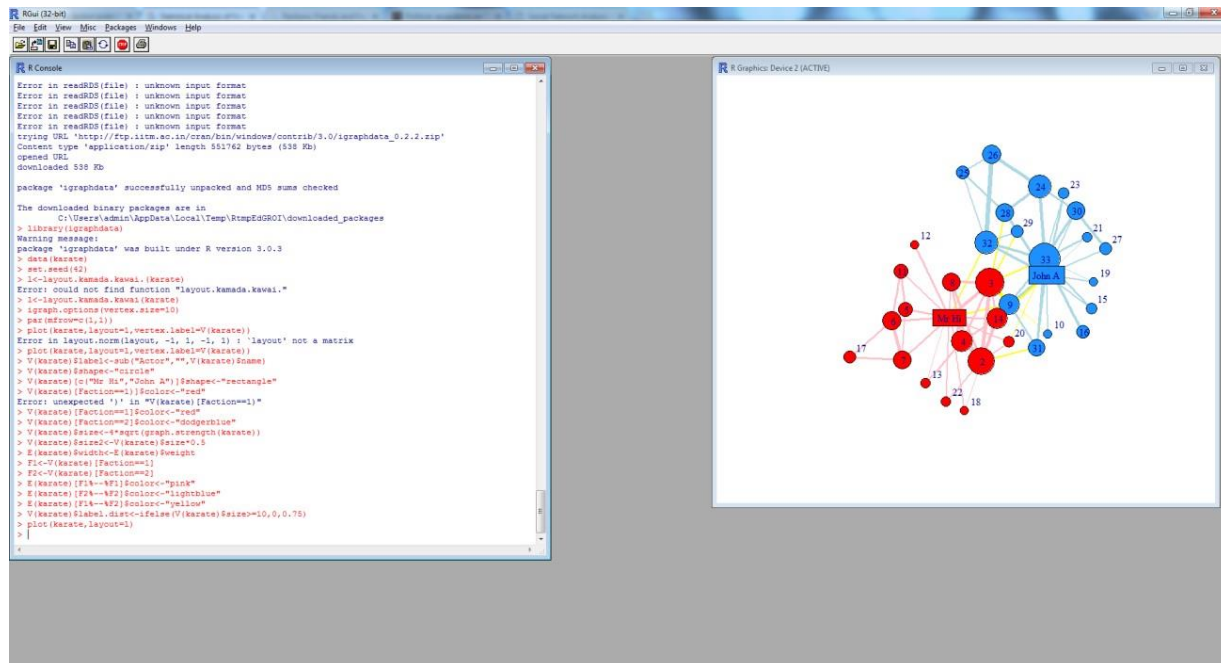 RGui (32-bit)
File Edit View Misc Packages Windows Help
R Console
Error in readRDS(file) : unknown input format
Error in readRDS(file) : unknown input format
Error in readRDS(file) : unknown input format
Error in readRDS(file) : unknown input format
Error in readRDS(file) : unknown input format
trying URL 'http://ftp.iitm.ac.in/cran/bin/windows/contrib/3.0/igraphdata_0.2.2.zip'
Content type 'application/zip' length 551762 bytes (538 Kb)
opened URL
downloaded 538 Kb
package 'igraphdata' successfully unpacked and MD5 sums checked
The downloaded binary packages are in
C:\Users\admin\AppData\Local\Temp\RtmpEdGROI\downloaded_packages
> library(igraphdata)
Warning message:
package 'igraphdata' was built under R version 3.0.3
> data(karate)
> set.seed(42)
> l<-layout.kamada.kawai.(karate)
Error: could not find function "layout.kamada.kawai."
> l<-layout.kamada.kawai(karate)
> igraph.options(vertex.size=10)
> par(mfrow=c(1,1))
> plot(karate,layout=1,vertex.label=V(karate))
Error in layout.norm(layout, -1, 1, -1, 1) : `layout' not a matrix
> plot(karate,layout=l,vertex.label=V(karate))
> V(karate)$label<-sub("Actor","",V(karate)$name)
> V(karate)$shape<-"circle"
> V(karate)[c("Mr Hi","John A")]$shape<-"rectangle"
> V(karate)[Faction==1)]$color<-"red"
Error: unexpected ')' in "V(karate)[Faction==1)"
> V(karate)[Faction==1]$color<-"red"
> V(karate)[Faction==2]$color<-"dodgerblue"
> V(karate)$size<-4*sqrt(graph.strength(karate))
> V(karate)$size2<-V(karate)$size*0.5
> E(karate)$width<-E(karate)$weight
> F1<-V(karate)[Faction==1]
> F2<-V(karate)[Faction==2]
> E(karate)[F1%--%F1]$color<-"pink"
> E(karate)[F2%--%F2]$color<-"lightblue"
> E(karate)[F1%--%F2]$color<-"yellow"
> V(karate)$label.dist<-ifelse(V(karate)$size>=10,0,0.75)
> plot(karate,layout=l)
>
R Graphics: Device 2 (ACTIVE)
26
25
24
23
28
30
29
21
12
32
27
33
11
John A
19
3
9
15
Mr Hi
14
10
16
6
4
20
31
17
7
2
13
22
18